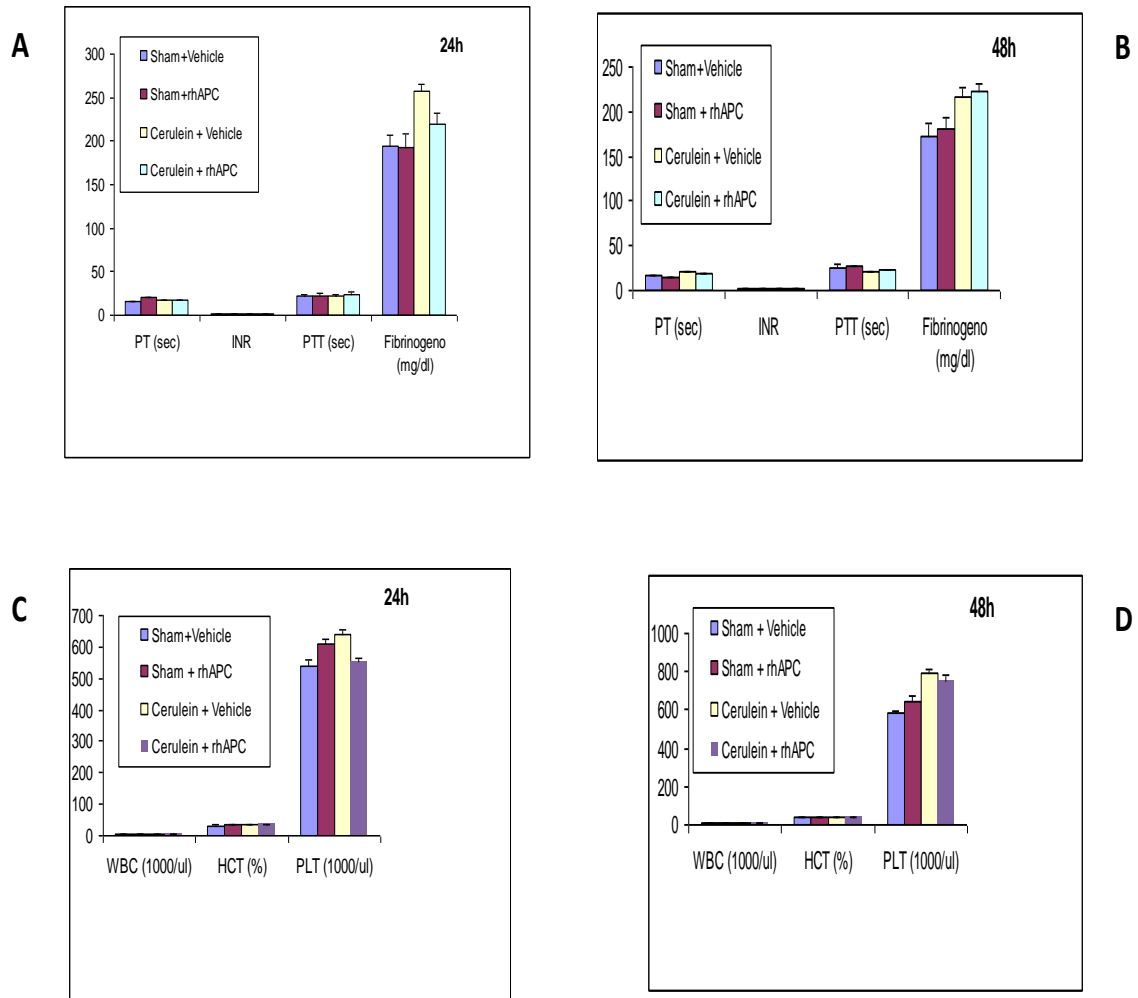 A
24h
Sham+Vehicle
Sham+rhAPC
Cerulein + Vehicle
Cerulein + rhAPC
300
250
200
150
100
50
0
PT (sec)
INR
PTT (sec)
Fibrinogeno
(mg/dl)
B
48h
Sham+Vehicle
Sham + rhAPC
Cerulein + Vehicle
Cerulein + rhAPC
250
200
150
100
50
0
PT (sec)
INR
PTT (sec)
Fibrinogeno
(mg/dl)
C
24h
Sham+Vehicle
Sham + rhAPC
Cerulein + Vehicle
Cerulein + rhAPC
700
600
500
400
300
200
100
0
WBC (1000/ul)
HCT (%)
PLT (1000/ul)
D
48h
Sham + Vehicle
Sham + rhAPC
Cerulein + Vehicle
Cerulein + rhAPC
1000
800
600
400
200
0
WBC (1000/ul)
HCT (%)
PLT (1000/ul)